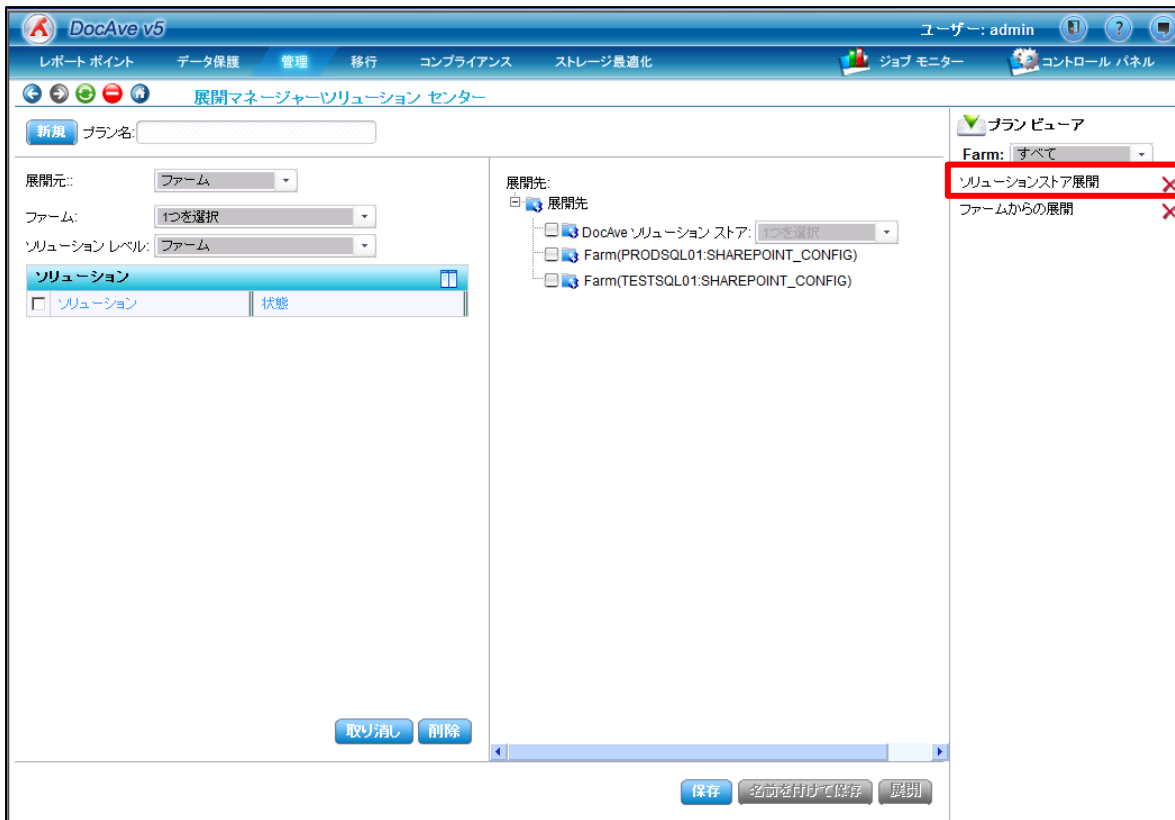 DocAve v5
ユーザー: admin
レポート ポイント データ保護 管理 移行 コンプライアンス ストレージ最適化 ジョブ モニター コントロール パネル
展開マネージャー\ソリューション センター
新規 プラン名:
展開元::
ファーム
ファーム:
1つを選択
ソリューション レベル:
ファーム
ソリューション
ソリューション 状態
取り消し 削除
展開先:
展開先
DocAve ソリューション ストア: 1つを選択
Farm(PRODSQL01:SHAREPOINT_CONFIG)
Farm(TESTSQL01:SHAREPOINT_CONFIG)
保存 名前を付けて保存 展開
プラン ビューア
Farm: すべて
ソリューションストア展開
ファームからの展開